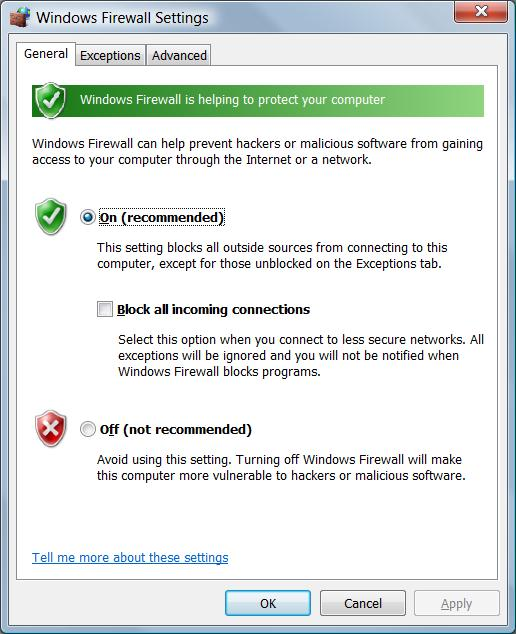 Windows Firewall Settings
General Exceptions Advanced
Windows Firewall is helping to protect your computer
Windows Firewall can help prevent hackers or malicious software from gaining
access to your computer through the Internet or a network.
On (recommended)
This setting blocks all outside sources from connecting to this
computer, except for those unblocked on the Exceptions tab.
Block all incoming connections
Select this option when you connect to less secure networks. All
exceptions will be ignored and you will not be notified when
Windows Firewall blocks programs.
Off (not recommended)
Avoid using this setting. Turning off Windows Firewall will make
this computer more vulnerable to hackers or malicious software.
Tell me more about these settings
OK Cancel Apply